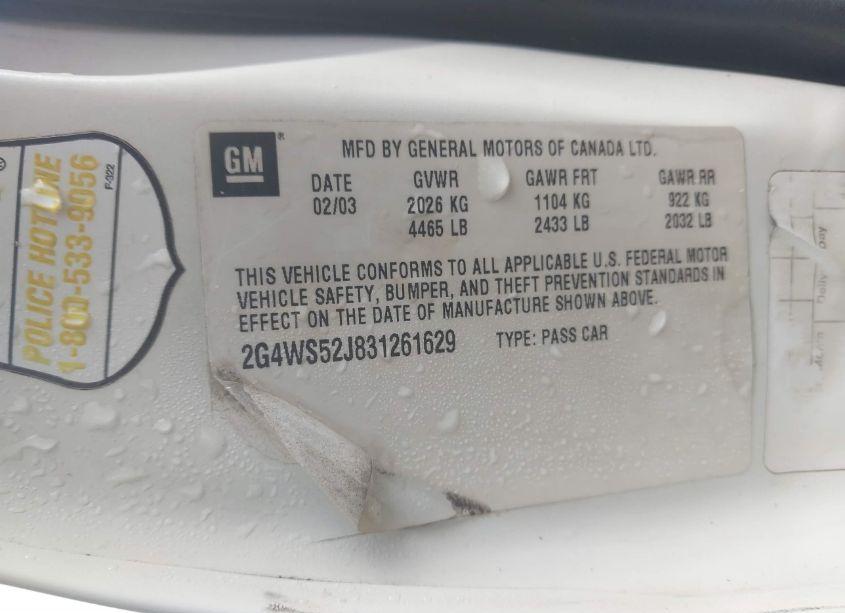 GM®
MFD BY GENERAL MOTORS OF CANADA LTD.
DATE GVWR GAWR FRT GAWR RR
02/03 2026 KG 1104 KG 922 KG
4465 LB 2433 LB 2032 LB
THIS VEHICLE CONFORMS TO ALL APPLICABLE U.S. FEDERAL MOTOR
VEHICLE SAFETY, BUMPER, AND THEFT PREVENTION STANDARDS IN
EFFECT ON THE DATE OF MANUFACTURE SHOWN ABOVE.
2G4WS52J831261629 TYPE: PASS CAR
®
POLICE HOTLINE
1-800-533-9056
F-322
Day